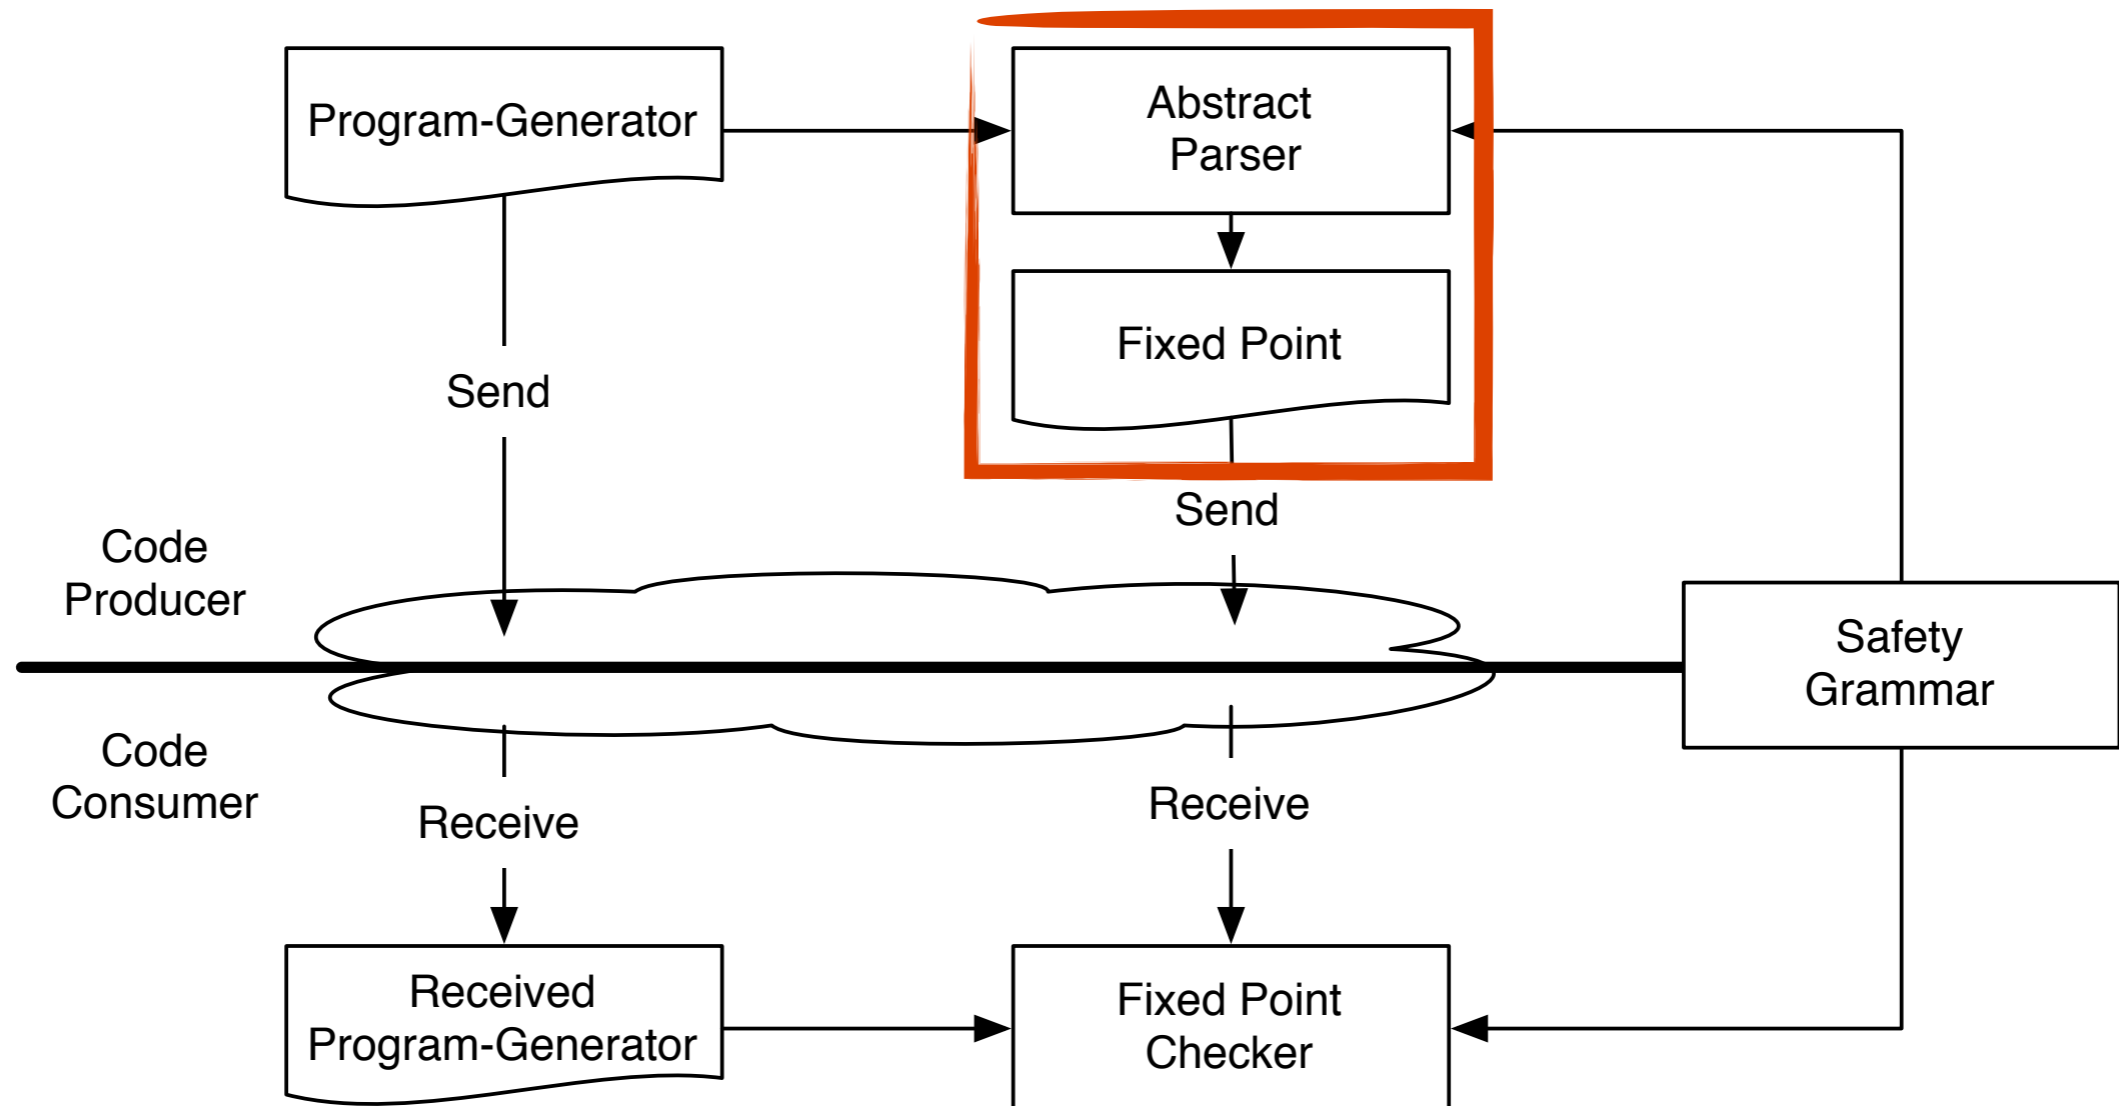 Program-Generator
Abstract
Parser
Fixed Point
Send
Send
Code
Producer
Safety
Grammar
Code
Consumer
Receive
Receive
Received
Program-Generator
Fixed Point
Checker